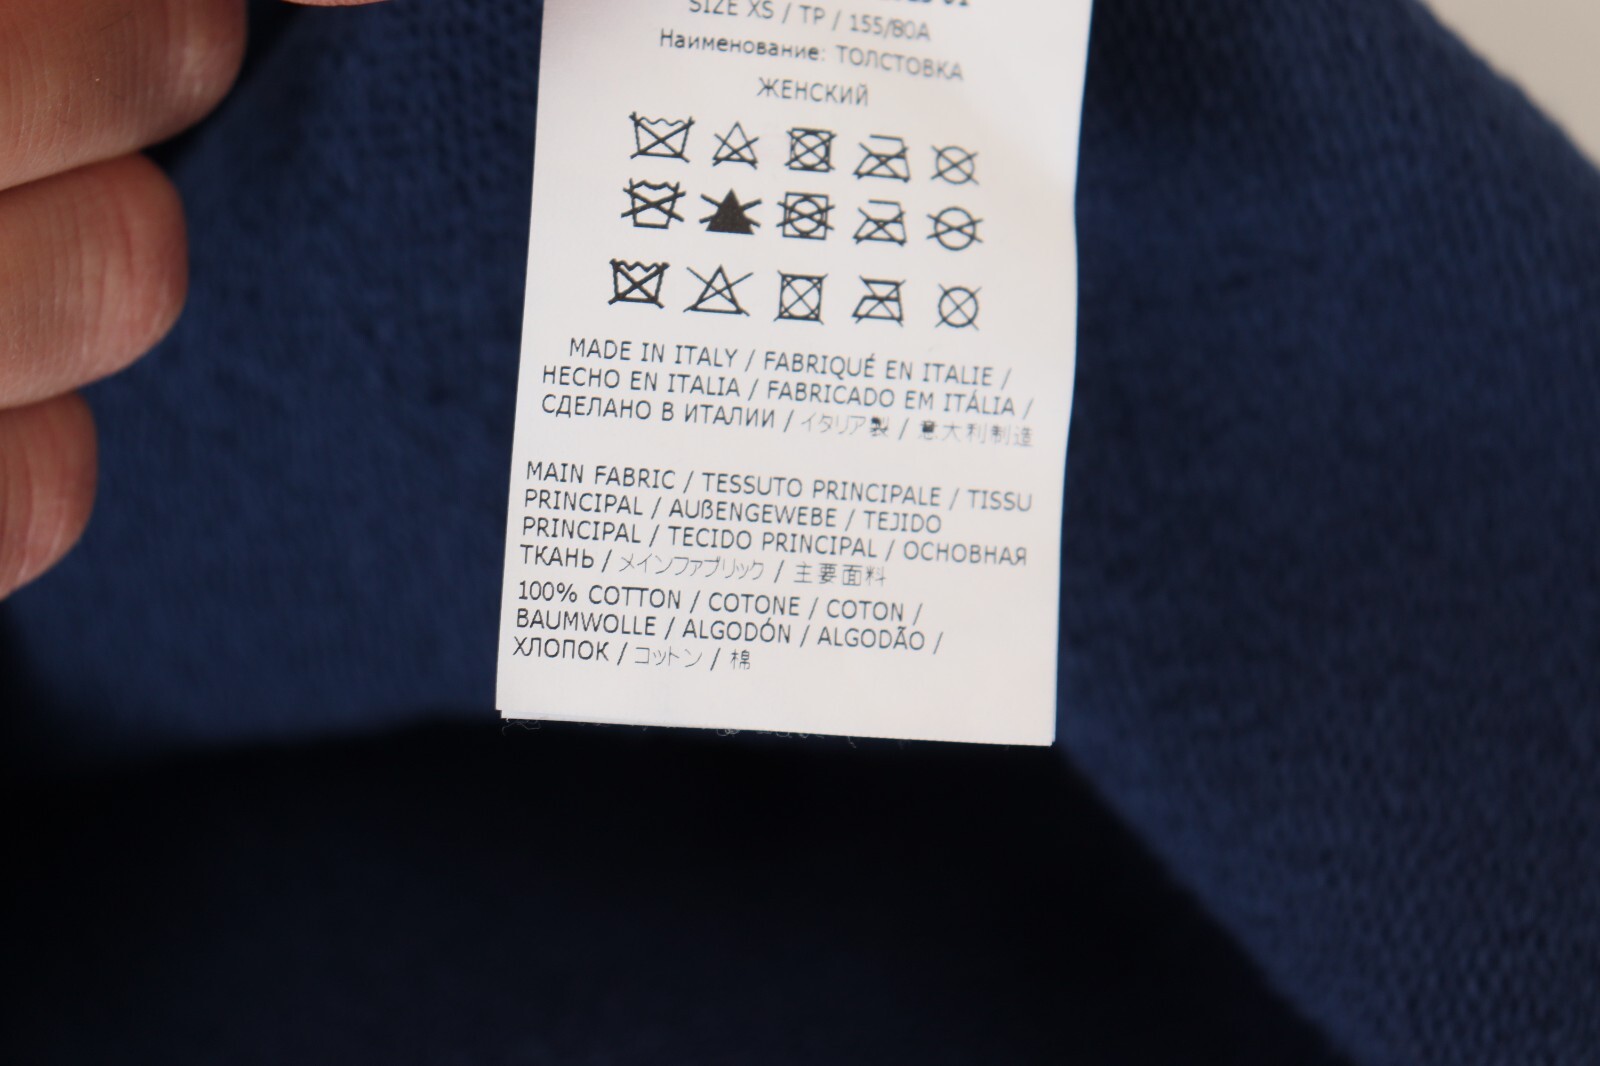 SIZE XS / TP / 155/80A
Наименование: ТОЛСТОВКА
ЖЕНСКИЙ
MADE IN ITALY / FABRIQUÉ EN ITALIE /
HECHO EN ITALIA / FABRICADO EM ITÁLIA /
СДЕЛАНО В ИТАЛИИ / イタリア製 / 意大利制造
MAIN FABRIC / TESSUTO PRINCIPALE / TISSU
PRINCIPAL / AUßENGEWEBE / TEJIDO
PRINCIPAL / TECIDO PRINCIPAL / ОСНОВНАЯ
ТКАНЬ / メインファブリック / 主要面料
100% COTTON / COTONE / COTON /
BAUMWOLLE / ALGODÓN / ALGODÃO /
ХЛОПОК / コットン / 棉